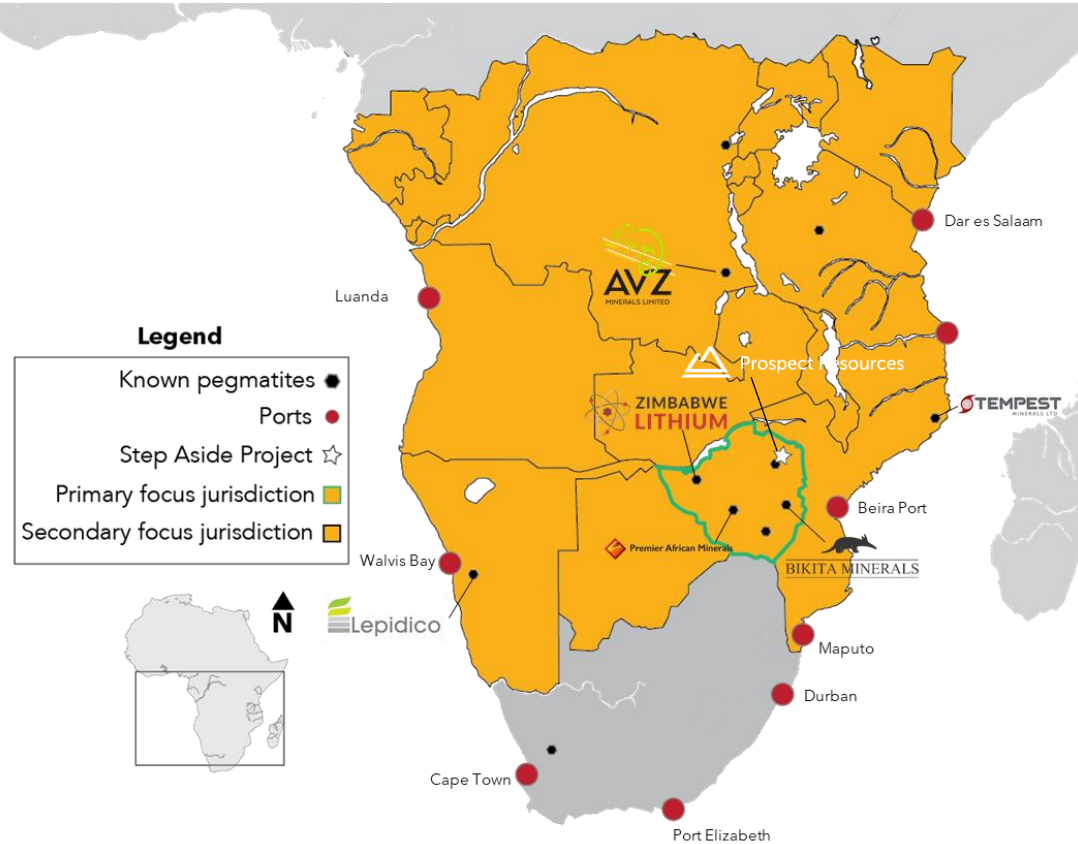 Dar es Salaam
Luanda
AVZ
MINERALS LIMITED
Legend
Known pegmatites
Ports
Step Aside Project
Primary focus jurisdiction
Secondary focus jurisdiction
Prospect Resources
ZIMBABWE
LITHIUM
TEMPEST
MINERALS LTD
Beira Port
Premier African Minerals
BIKITA MINERALS
Walvis Bay
N
Lepidico
Maputo
Durban
Cape Town
Port Elizabeth